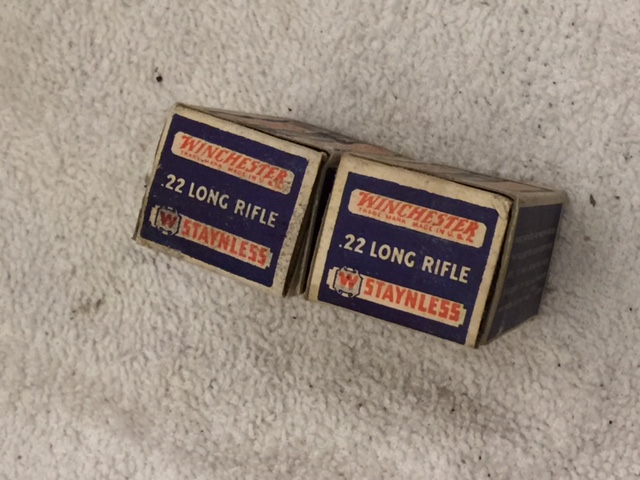 WINCHESTER
TRADE MARK MADE IN U.S.A.
.22 LONG RIFLE
W STAYNLESS
WINCHESTER
TRADE MARK MADE IN U.S.A.
.22 LONG RIFLE
W STAYNLESS